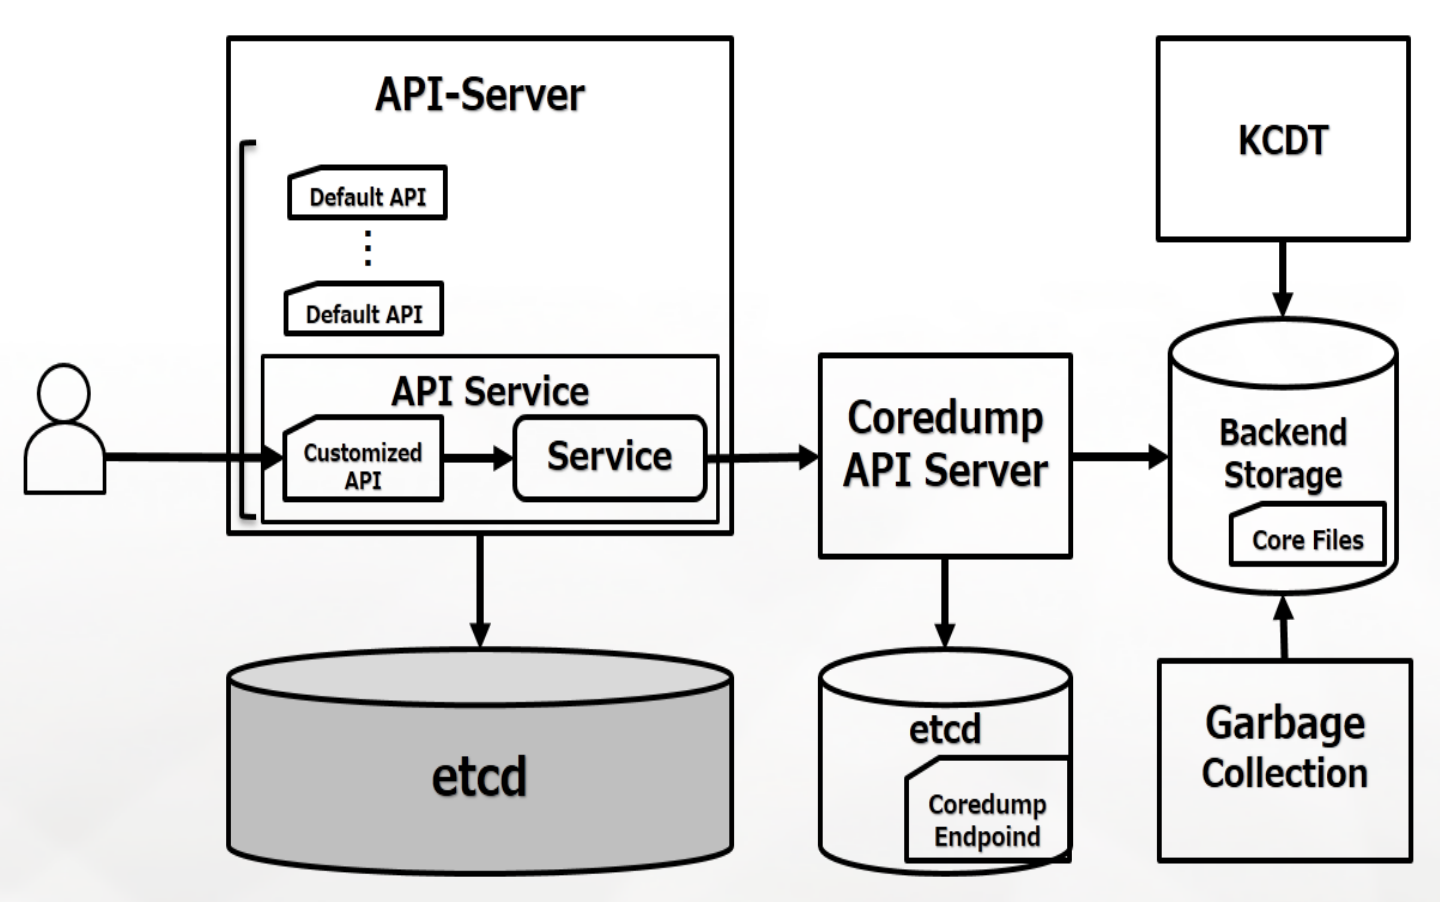 API-Server
Default API
Default API
API Service
Customized
API
Service
Coredump
API Server
KCDT
Backend
Storage
Core Files
etcd
etcd
Coredump
Endpoind
Garbage
Collection